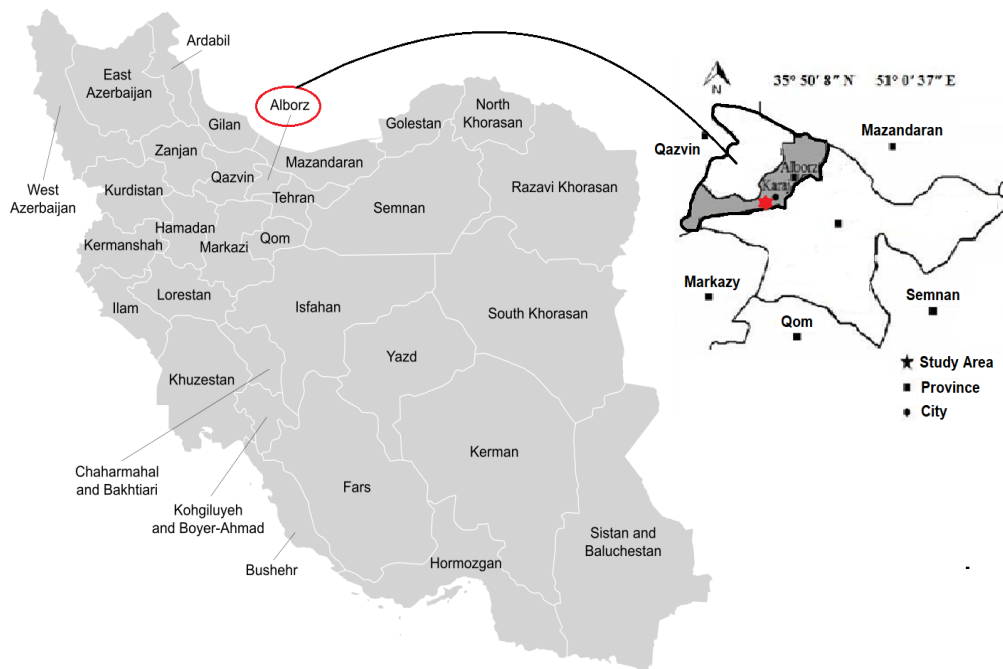 Ardabil
East
Azerbaijan
Alborz
Gilan
Golestan
North
Khorasan
Zanjan
Mazandaran
Qazvin
West
Azerbaijan
Kurdistan
Tehran
Semnan
Razavi Khorasan
Hamadan
Kermanshah
Markazi
Qom
Ilam
Lorestan
Isfahan
South Khorasan
Khuzestan
Yazd
Chaharmahal
and Bakhtiari
Kerman
Fars
Kohgiluyeh
and Boyer-Ahmad
Sistan and
Baluchestan
Bushehr
Hormozgan
IN
35° 50′ 8″ N 51° 0′ 37″ E
Qazvin
Mazandaran
Alborz
Karaj
Markazy
Semnan
Qom
Study Area
Province
City